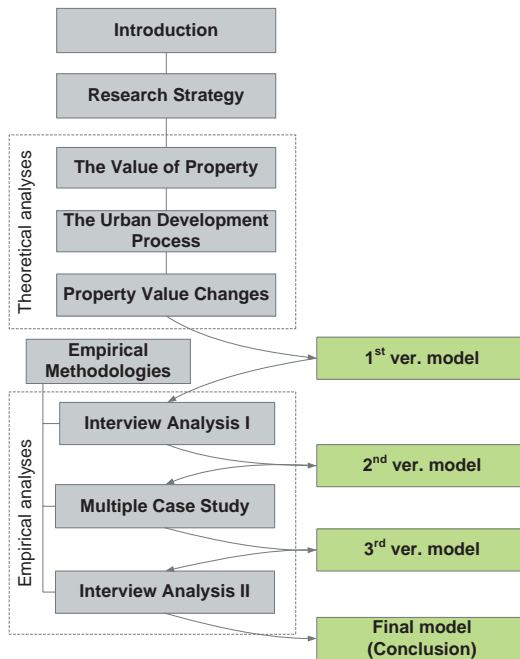 Introduction
Research Strategy
Theoretical analyses
The Value of Property
The Urban Development
Process
Property Value Changes
1st ver. model
Empirical
Methodologies
Empirical analyses
Interview Analysis I
2nd ver. model
Multiple Case Study
3rd ver. model
Interview Analysis II
Final model
(Conclusion)